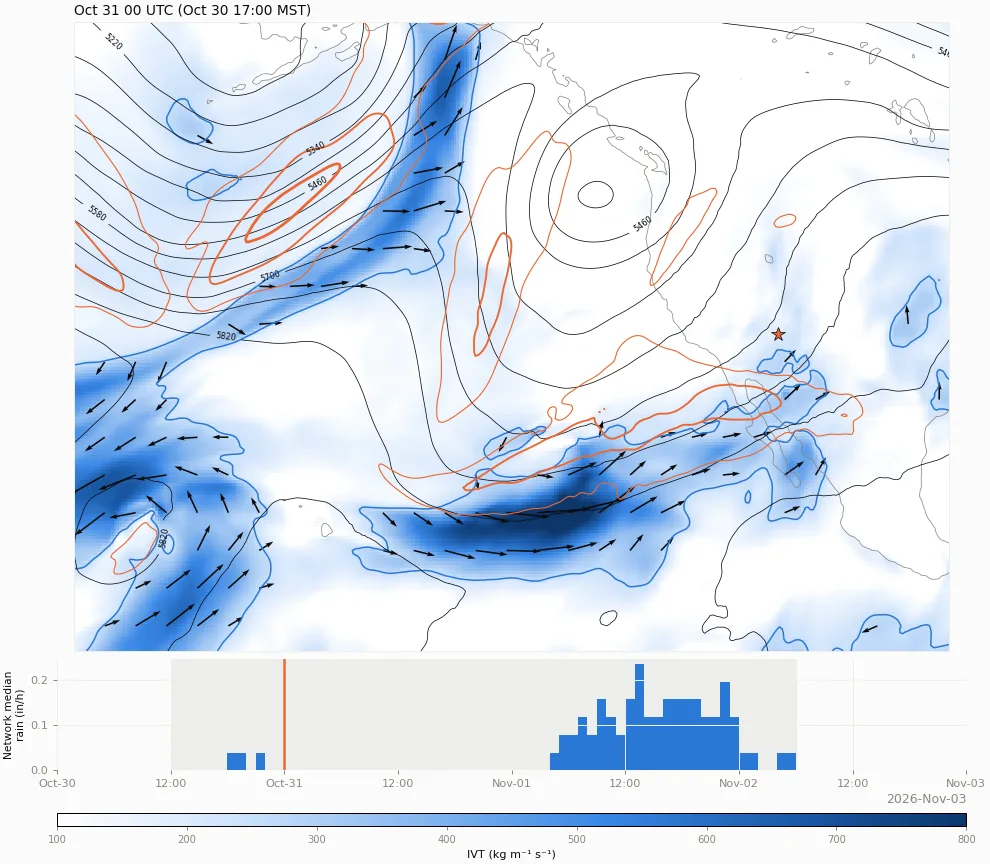 Oct 31 00 UTC (Oct 30 17:00 MST)
5220
5340
5460
5580
5700
5820
5460
5820
Network median
rain (in/h)
0.2
0.1
0.0
Oct-30
12:00
Oct-31
12:00
Nov-01
12:00
Nov-02
12:00
Nov-03
2026-Nov-03
100
200
300
400
500
600
700
800
IVT (kg m⁻¹ s⁻¹)